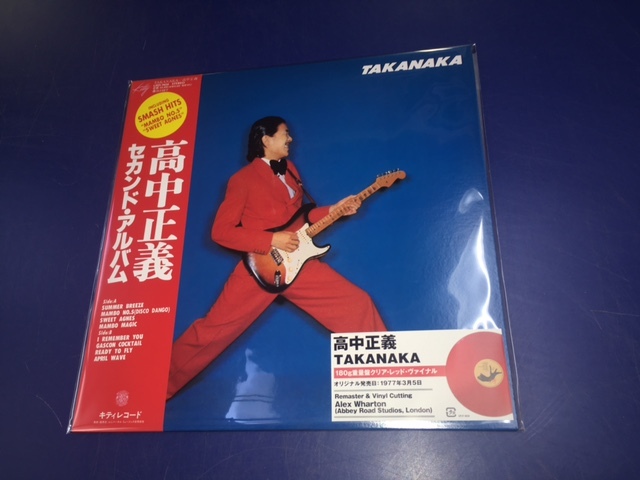 TAKANAKA
INCLUDING
SMASH HITS
"MAMBO NO.5"
"SWEET AGNES"
高中正義
セカンド・アルバム
Side A
SUMMER BREEZE
MAMBO NO.5(DISCO DANGO)
SWEET AGNES
MAMBO MAGIC
Side B
I REMEMBER YOU
GASCON COCKTAIL
READY TO FLY
APRIL WAVE
キティレコード
高中正義
TAKANAKA
180g重量盤クリア・レッド・ヴァイナル
オリジナル発売日:1977年3月5日
Remaster & Vinyl Cutting
Alex Wharton
(Abbey Road Studios, London)